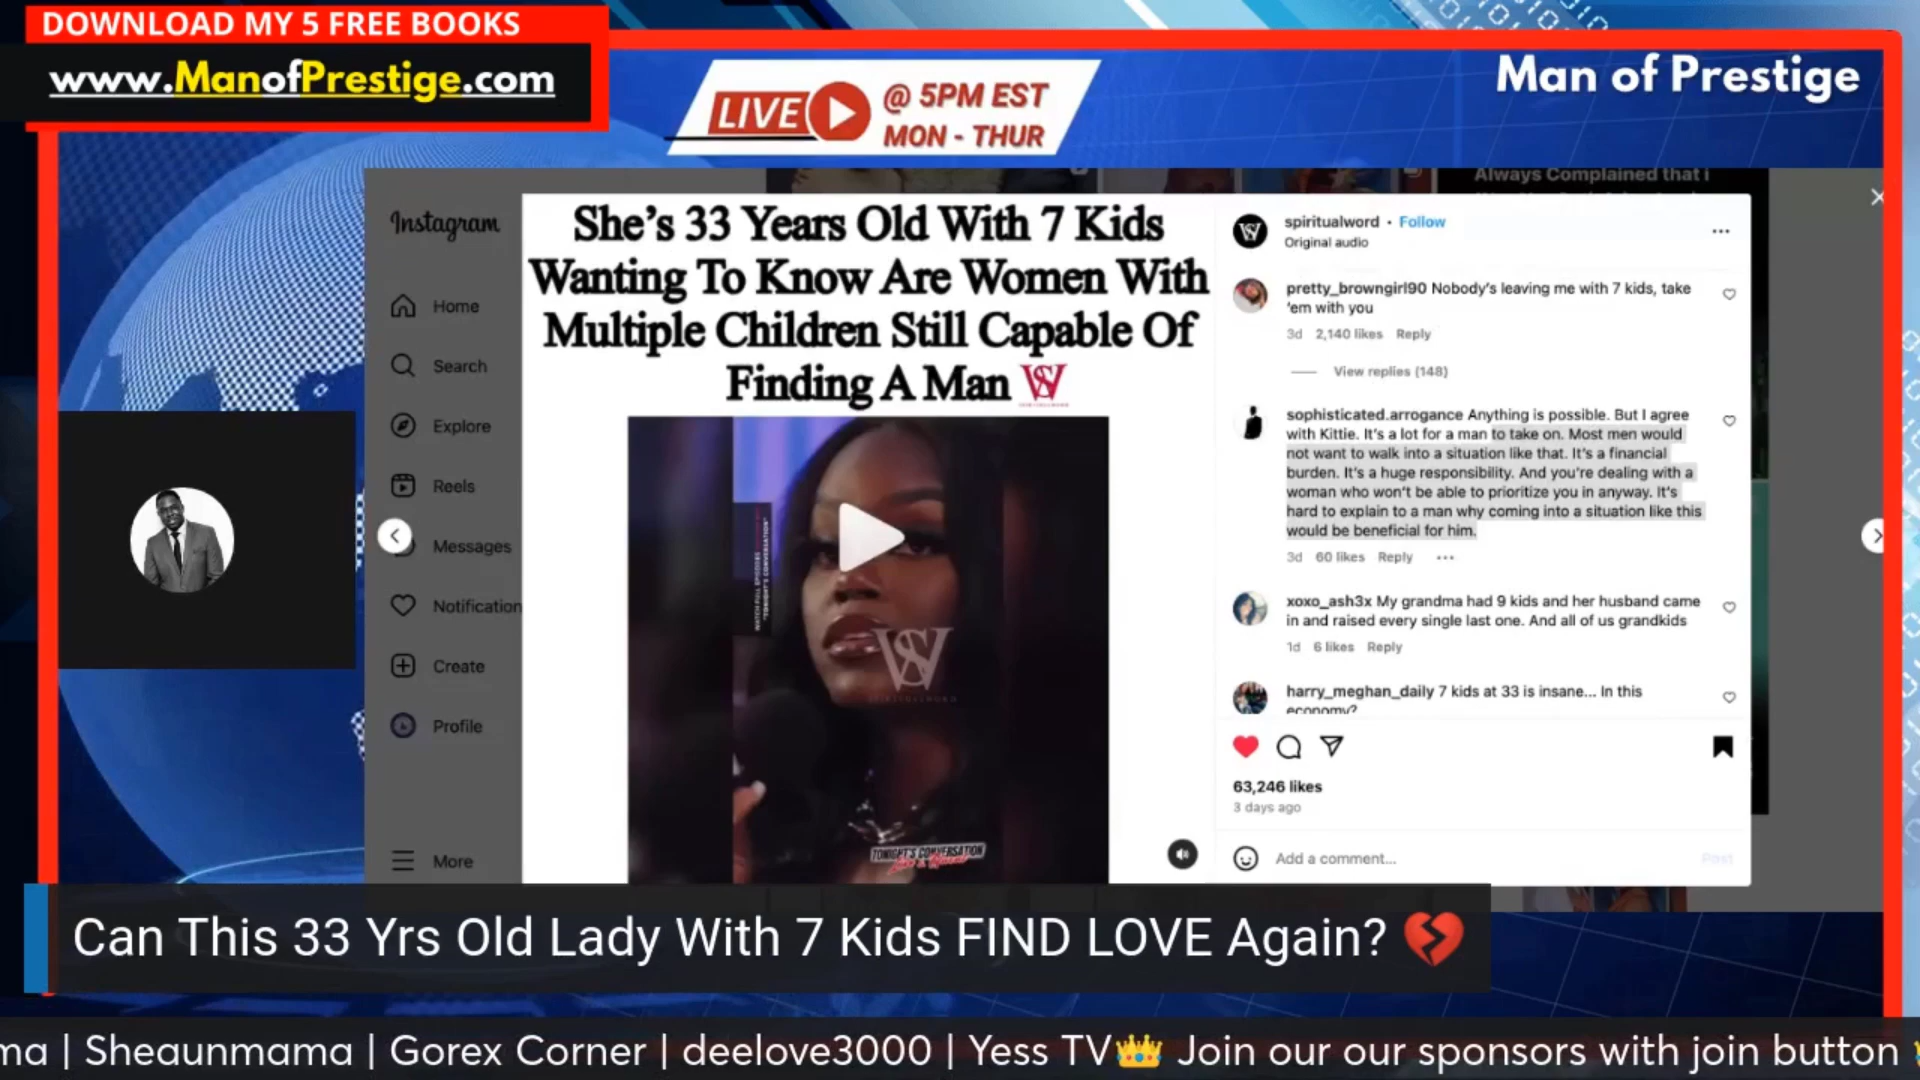 DOWNLOAD MY 5 FREE BOOKS
www.ManofPrestige.com
LIVE
@ 5PM EST
MON - THUR
Man of Prestige
Always Complained that i
Instagram
Home
Search
Explore
Reels
Messages
Notification
Create
Profile
More
She's 33 Years Old With 7 Kids
Wanting To Know Are Women With
Multiple Children Still Capable Of
Finding A Man
TONIGHT'S CONVERSATION
spiritualword • Follow
Original audio
pretty_browngirl90 Nobody's leaving me with 7 kids, take
'em with you
3d 2,140 likes Reply
View replies (148)
sophisticated.arrogance Anything is possible. But I agree
with Kittie. It's a lot for a man to take on. Most men would
not want to walk into a situation like that. It's a financial
burden. It's a huge responsibility. And you're dealing with a
woman who won't be able to prioritize you in anyway. It's
hard to explain to a man why coming into a situation like this
would be beneficial for him.
3d 60 likes Reply
xoxo_ash3x My grandma had 9 kids and her husband came
in and raised every single last one. And all of us grandkids
1d 6 likes Reply
harry_meghan_daily 7 kids at 33 is insane... In this
economy?
63,246 likes
3 days ago
Add a comment...
Post
Can This 33 Yrs Old Lady With 7 Kids FIND LOVE Again? 💔
ma | Sheaunmama | Gorex Corner | deelove3000 | Yess TV👑 Join our our sponsors with join button